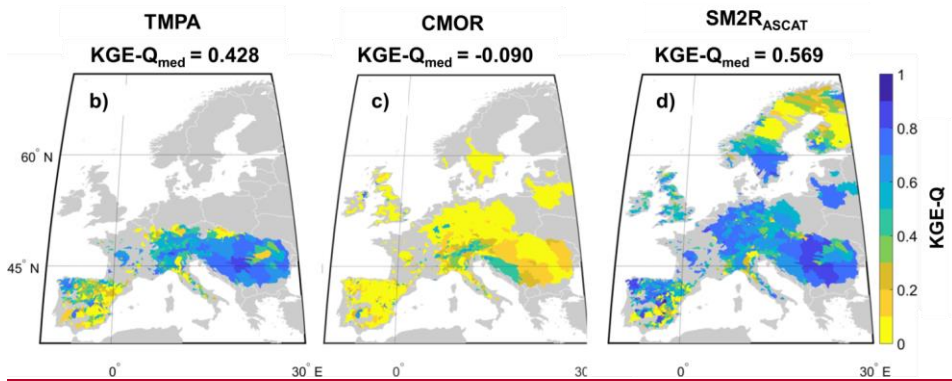 TMPA
KGE-Qmed = 0.428
b)
60° N
45° N
0°
30° E
CMOR
KGE-Qmed = -0.090
c)
0°
30
SM2RASCAT
KGE-Qmed = 0.569
d)
0°
30° E
1
0.8
0.6
0.4
0.2
0
KGE-Q